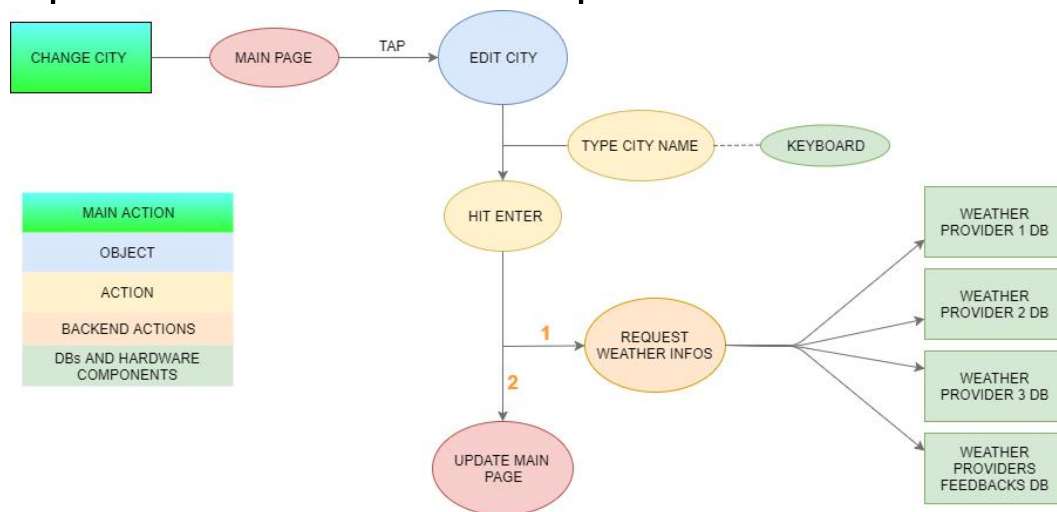 CHANGE CITY
MAIN PAGE
TAP
EDIT CITY
TYPE CITY NAME
KEYBOARD
HIT ENTER
MAIN ACTION
OBJECT
ACTION
BACKEND ACTIONS
DBs AND HARDWARE
COMPONENTS
1
REQUEST
WEATHER INFOS
2
UPDATE MAIN
PAGE
WEATHER
PROVIDER 1 DB
WEATHER
PROVIDER 2 DB
WEATHER
PROVIDER 3 DB
WEATHER
PROVIDERS
FEEDBACKS DB